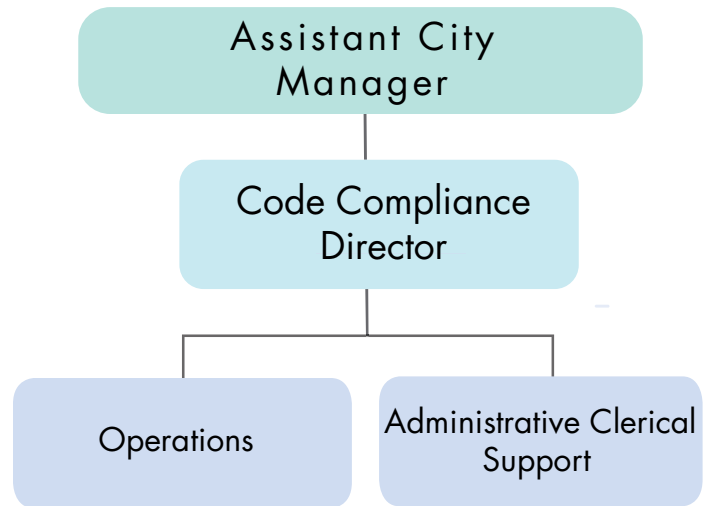 Assistant City
Manager
Code Compliance
Director
Operations
Administrative Clerical
Support